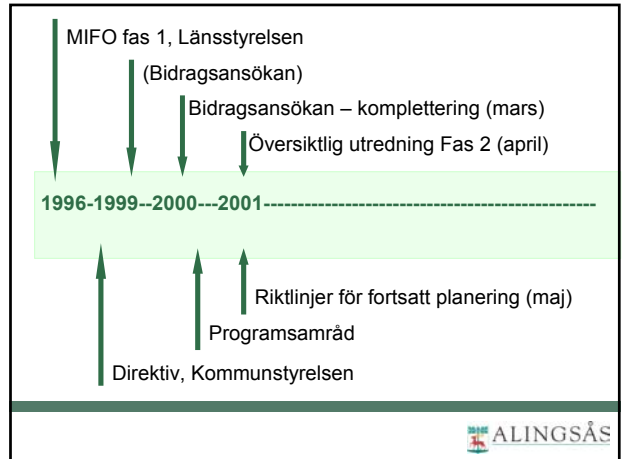 MIFO fas 1, Länsstyrelsen
(Bidragsansökan)
Bidragsansökan – komplettering (mars)
Översiktlig utredning Fas 2 (april)
1996-1999--2000---2001--------------------------------------------------
Riktlinjer för fortsatt planering (maj)
Programsamråd
Direktiv, Kommunstyrelsen
ALINGSÅS